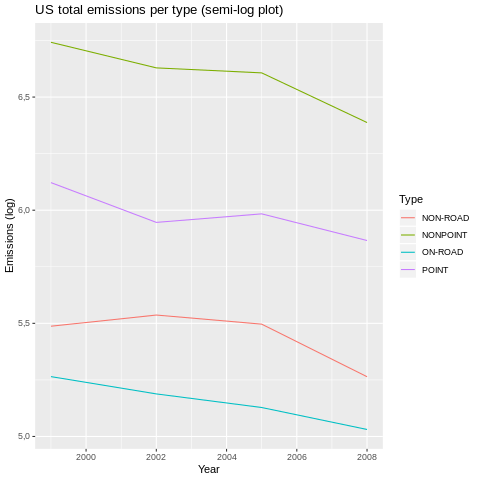 US total emissions per type (semi-log plot)
6,5
6,0
5,5
5,0
Emissions (log)
2000
2002
2004
2006
2008
Year
Type
NON-ROAD
NONPOINT
ON-ROAD
POINT